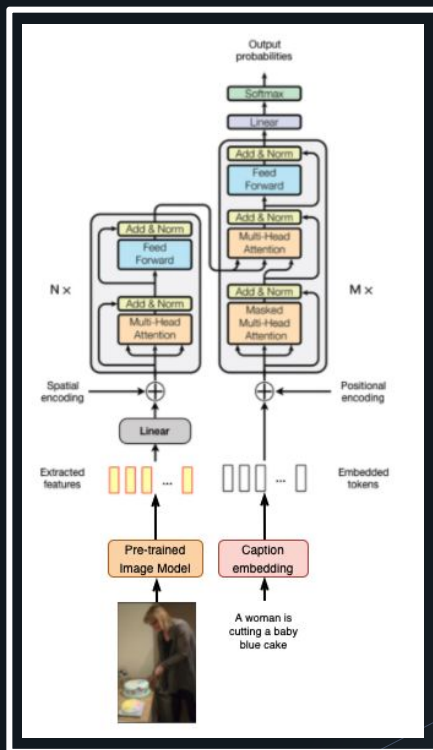 Output
probabilities
Softmax
Linear
Add & Norm
Feed
Forward
Add & Norm
Multi-Head
Attention
Add & Norm
Masked
Multi-Head
Attention
M ×
Add & Norm
Feed
Forward
N ×
Add & Norm
Multi-Head
Attention
Spatial
encoding
Positional
encoding
Linear
Extracted
features
...
...
Embedded
tokens
Pre-trained
Image Model
Caption
embedding
A woman is
cutting a baby
blue cake